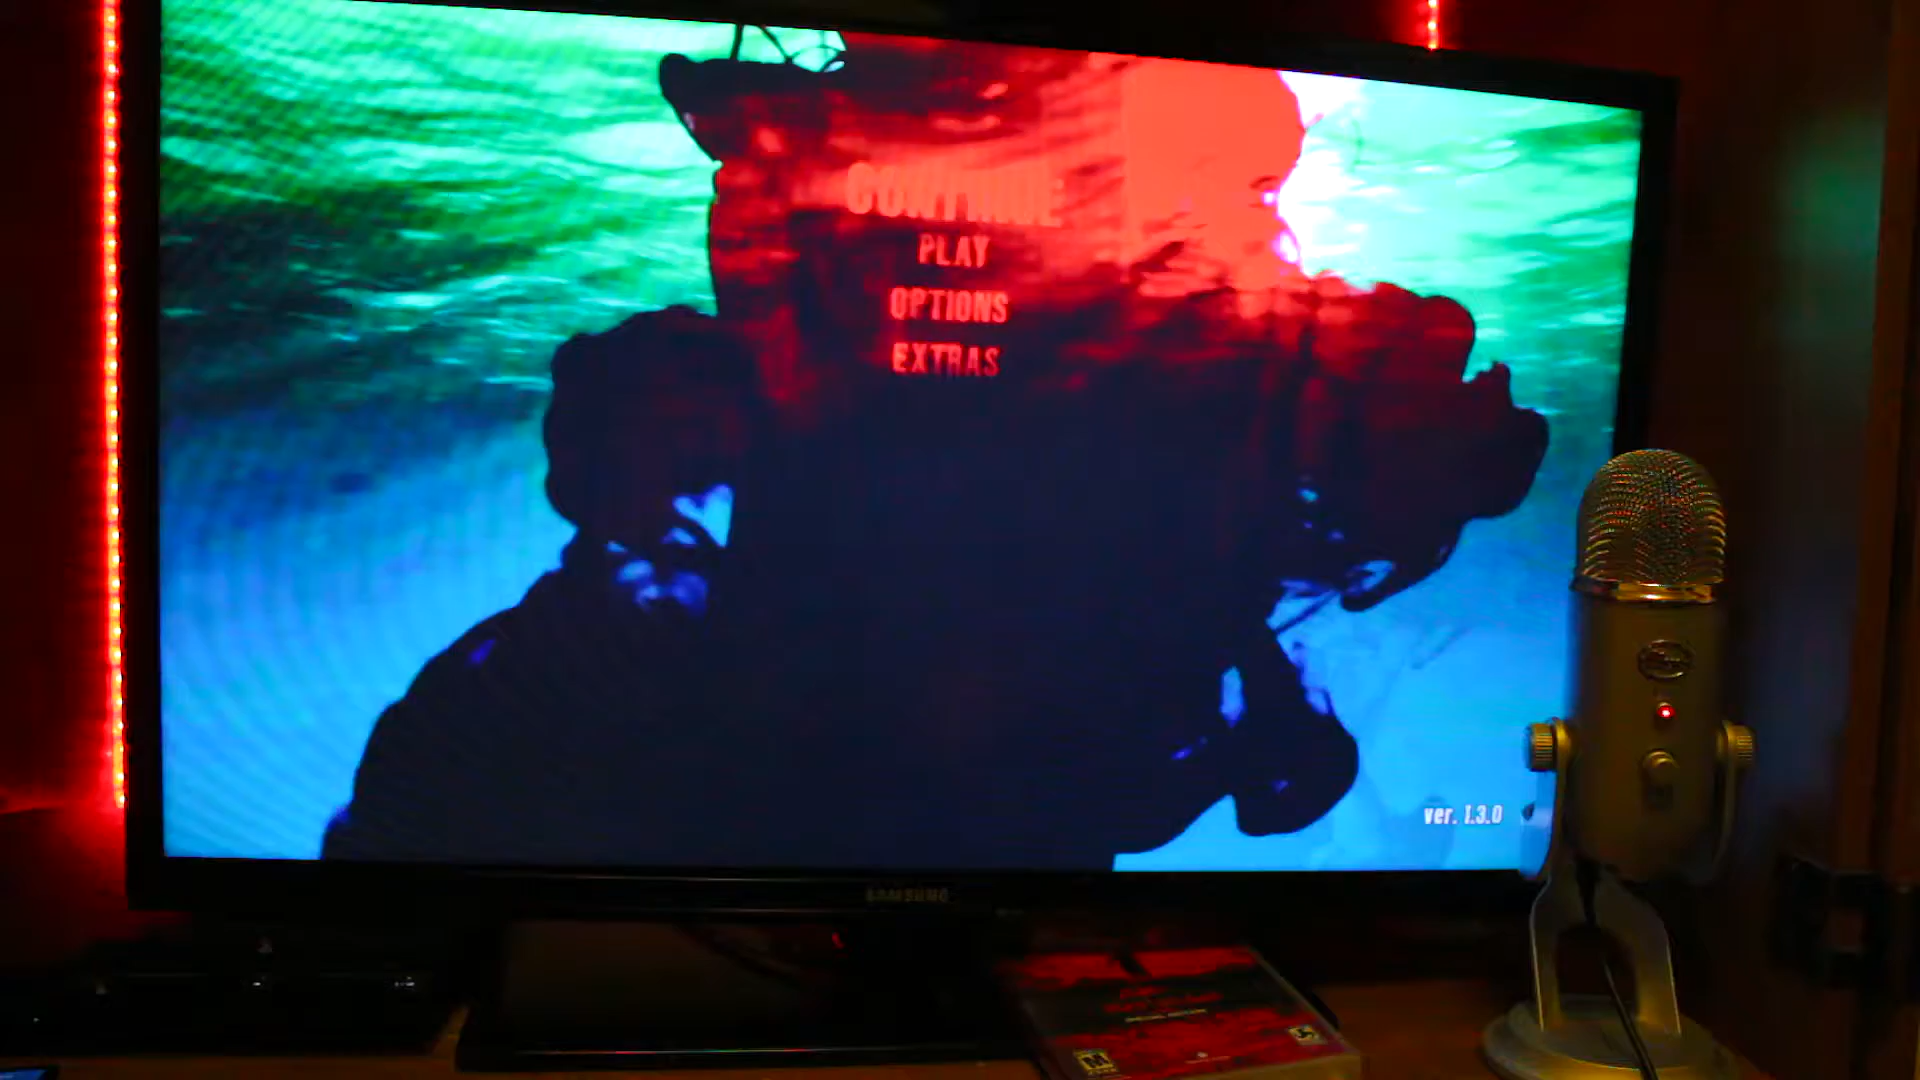 CONTINUE
PLAY
OPTIONS
EXTRAS
ver. 1.3.0
SAMSUNG
M